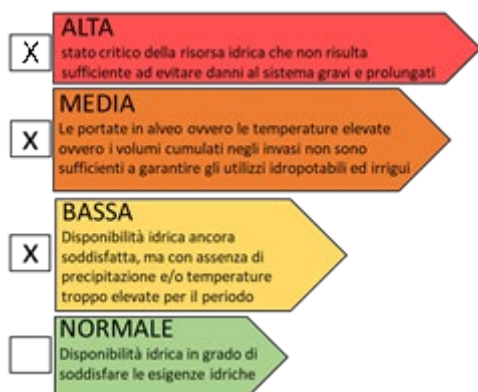 X
ALTA
stato critico della risorsa idrica che non risulta
sufficiente ad evitare danni al sistema gravi e prolungati
X
MEDIA
Le portate in alveo ovvero le temperature elevate
ovvero i volumi cumulati negli invasi non sono
sufficienti a garantire gli utilizzi idropotabili ed irrigui
X
BASSA
Disponibilità idrica ancora
soddisfatta, ma con assenza di
precipitazione e/o temperature
troppo elevate per il periodo
NORMALE
Disponibilità idrica in grado di
soddisfare le esigenze idriche